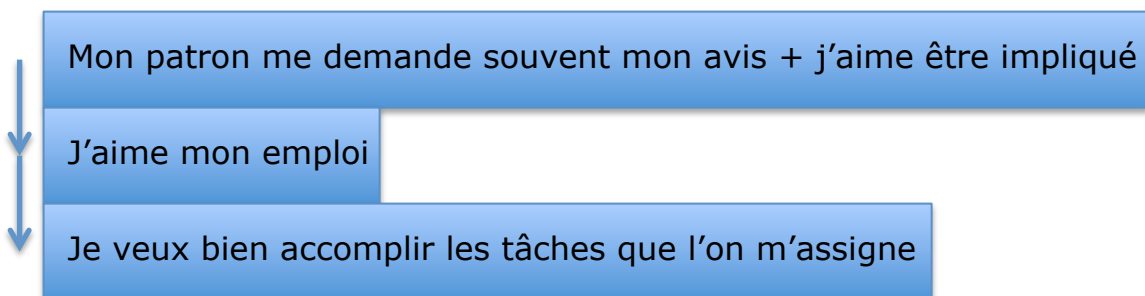 Mon patron me demande souvent mon avis + j’aime être impliqué
J’aime mon emploi
Je veux bien accomplir les tâches que l’on m’assigne